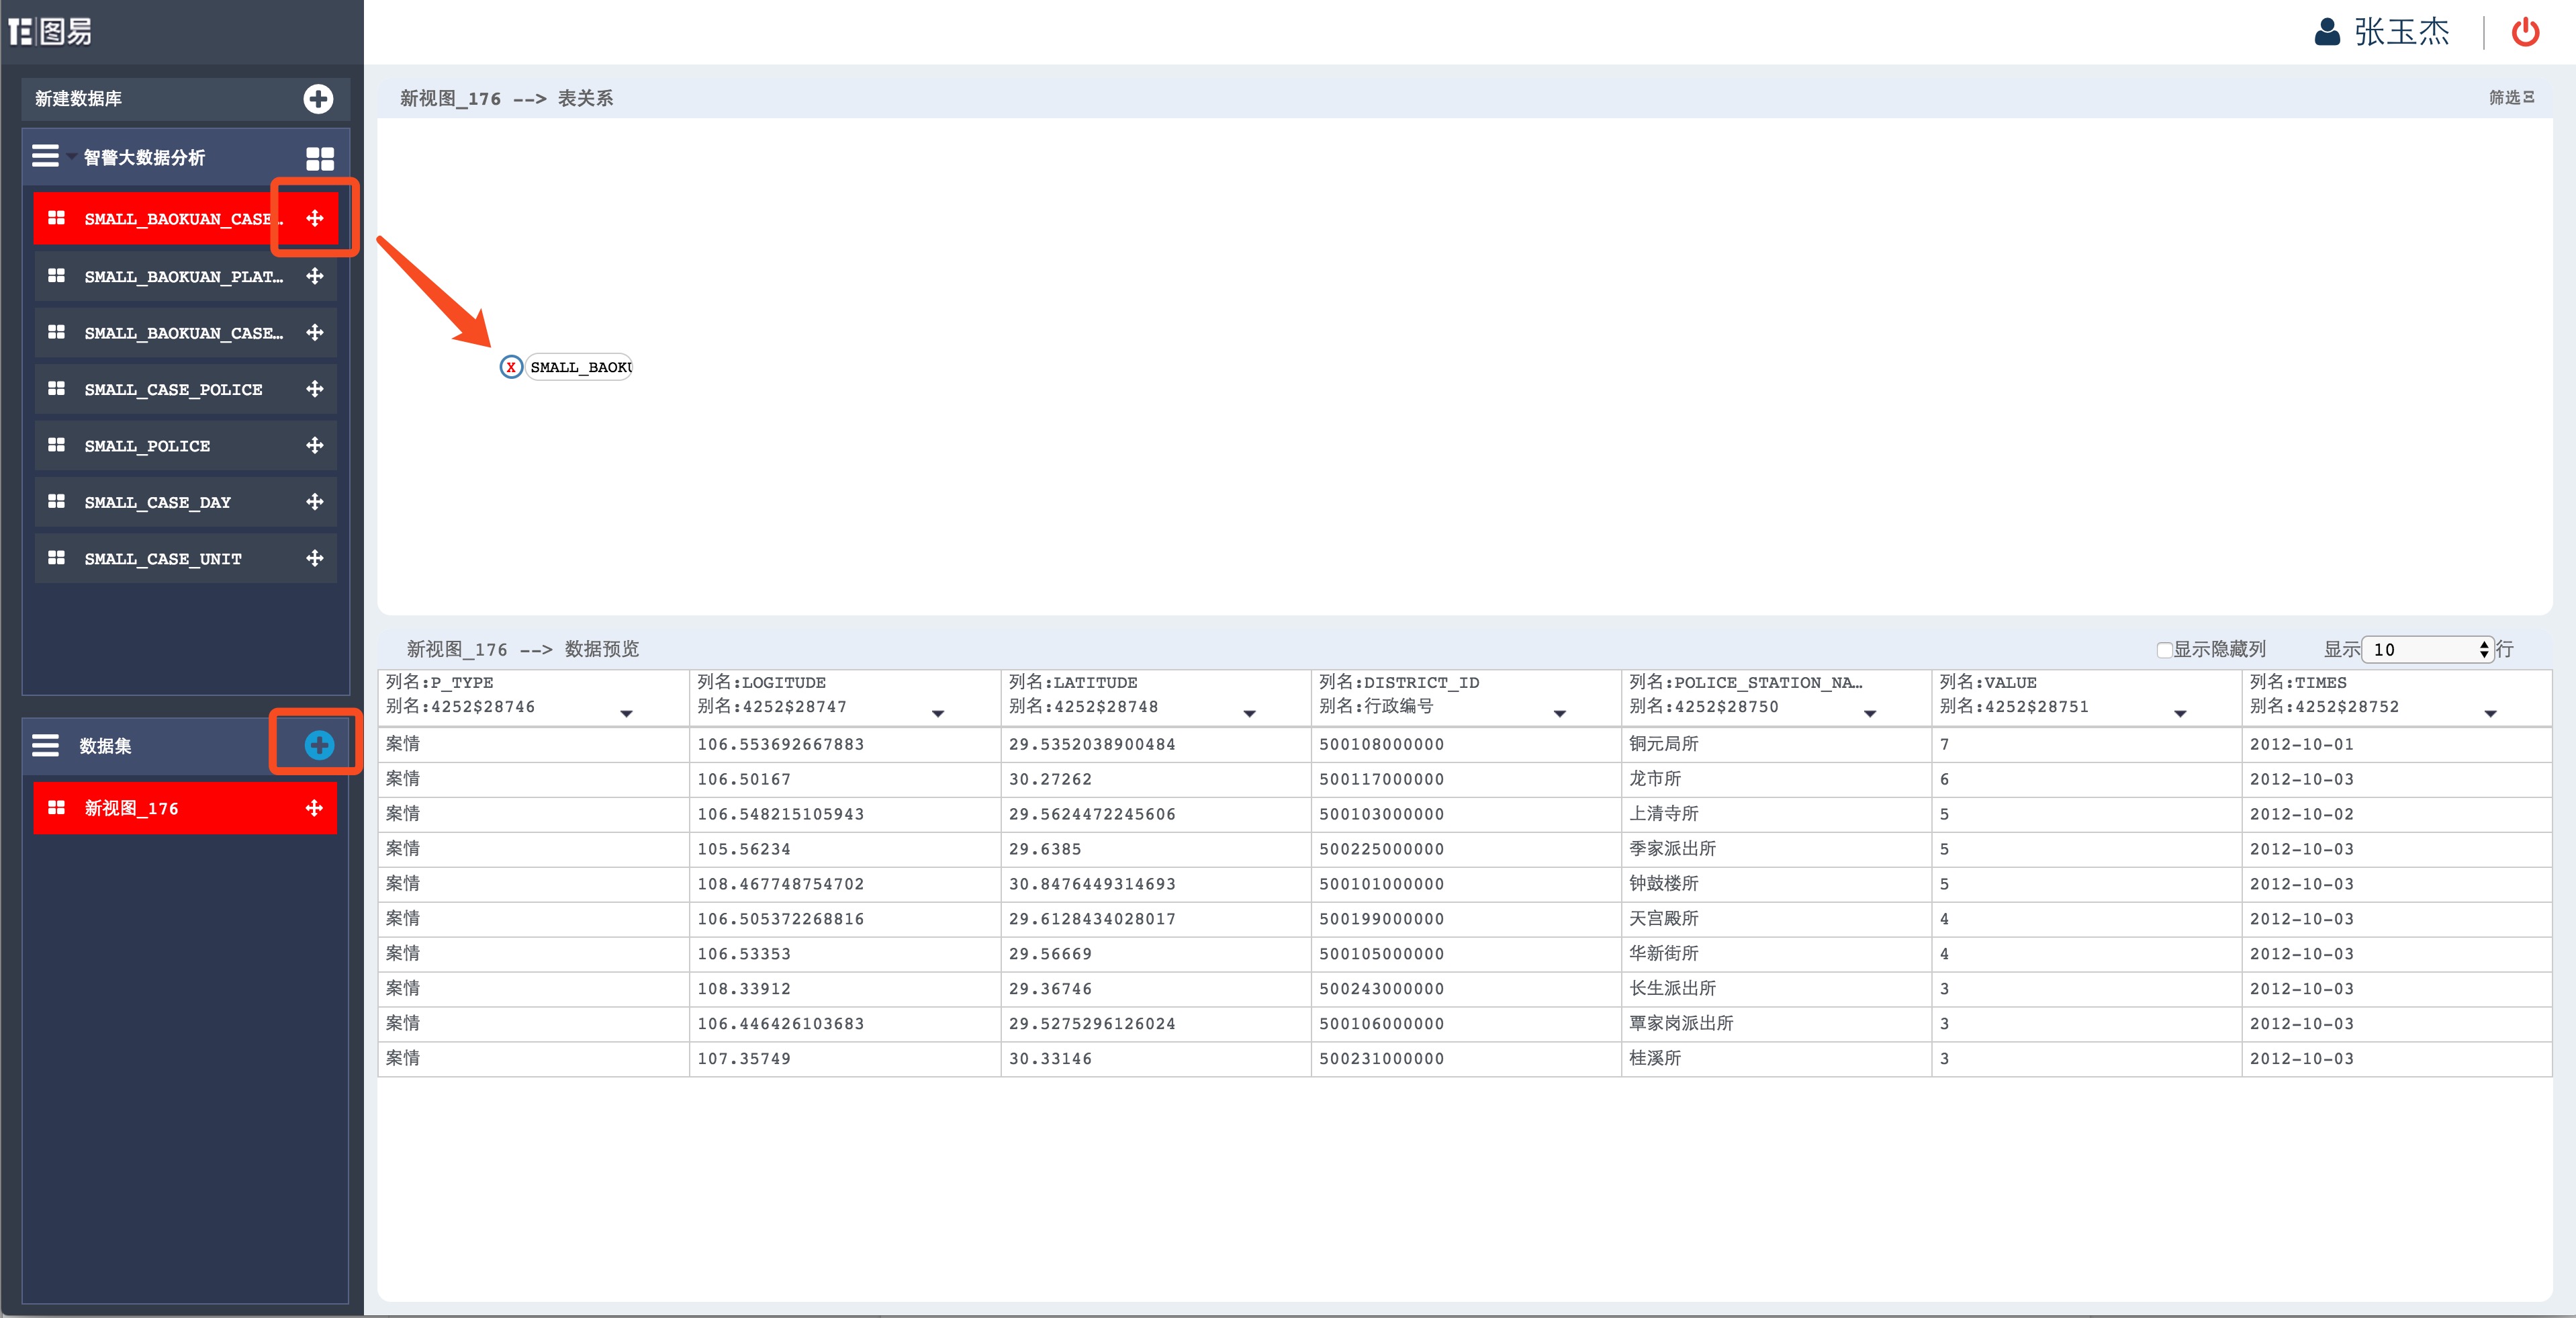 图易
张玉杰
新建数据库
智警大数据分析
SMALL_BAOKUAN_CASE…
SMALL_BAOKUAN_PLAT…
SMALL_BAOKUAN_CASE…
SMALL_CASE_POLICE
SMALL_POLICE
SMALL_CASE_DAY
SMALL_CASE_UNIT
数据集
新视图_176
新视图_176 --> 表关系
筛选
X SMALL_BAOKU
新视图_176 --> 数据预览
显示隐藏列 显示 10 行
列名:P_TYPE 列名:LOGITUDE 列名:LATITUDE 列名:DISTRICT_ID 列名:POLICE_STATION_NA… 列名:VALUE 列名:TIMES
别名:4252$28746 别名:4252$28747 别名:4252$28748 别名:行政编号 别名:4252$28750 别名:4252$28751 别名:4252$28752
案情 106.553692667883 29.5352038900484 500108000000 铜元局所 7 2012-10-01
案情 106.50167 30.27262 500117000000 龙市所 6 2012-10-03
案情 106.548215105943 29.5624472245606 500103000000 上清寺所 5 2012-10-02
案情 105.56234 29.6385 500225000000 季家派出所 5 2012-10-03
案情 108.467748754702 30.8476449314693 500101000000 钟鼓楼所 5 2012-10-03
案情 106.505372268816 29.6128434028017 500199000000 天宫殿所 4 2012-10-03
案情 106.53353 29.56669 500105000000 华新街所 4 2012-10-03
案情 108.33912 29.36746 500243000000 长生派出所 3 2012-10-03
案情 106.446426103683 29.5275296126024 500106000000 覃家岗派出所 3 2012-10-03
案情 107.35749 30.33146 500231000000 桂溪所 3 2012-10-03